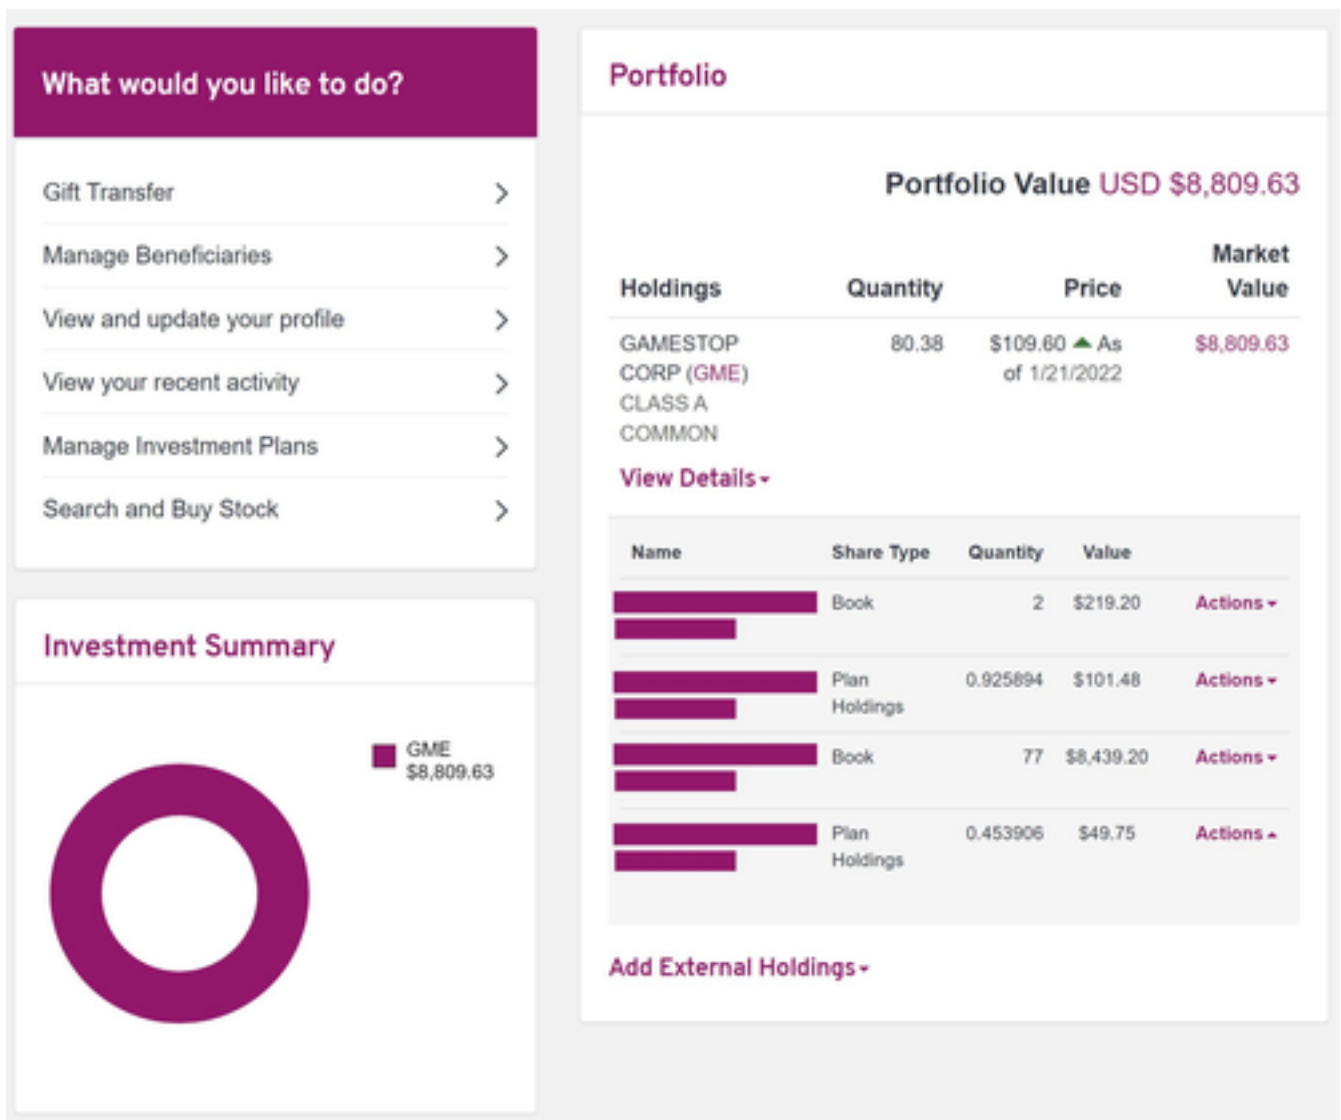 What would you like to do?
Gift Transfer
Manage Beneficiaries
View and update your profile
View your recent activity
Manage Investment Plans
Search and Buy Stock
Investment Summary
GME
$8,809.63
Portfolio
Portfolio Value USD $8,809.63
Market
Holdings Quantity Price Value
GAMESTOP 80.38 $109.60 As $8,809.63
CORP (GME) of 1/21/2022
CLASS A
COMMON
View Details
Name Share Type Quantity Value
Book 2 $219.20 Actions
Plan 0.925894 $101.48 Actions
Holdings
Book 77 $8,439.20 Actions
Plan 0.453906 $49.75 Actions
Holdings
Add External Holdings